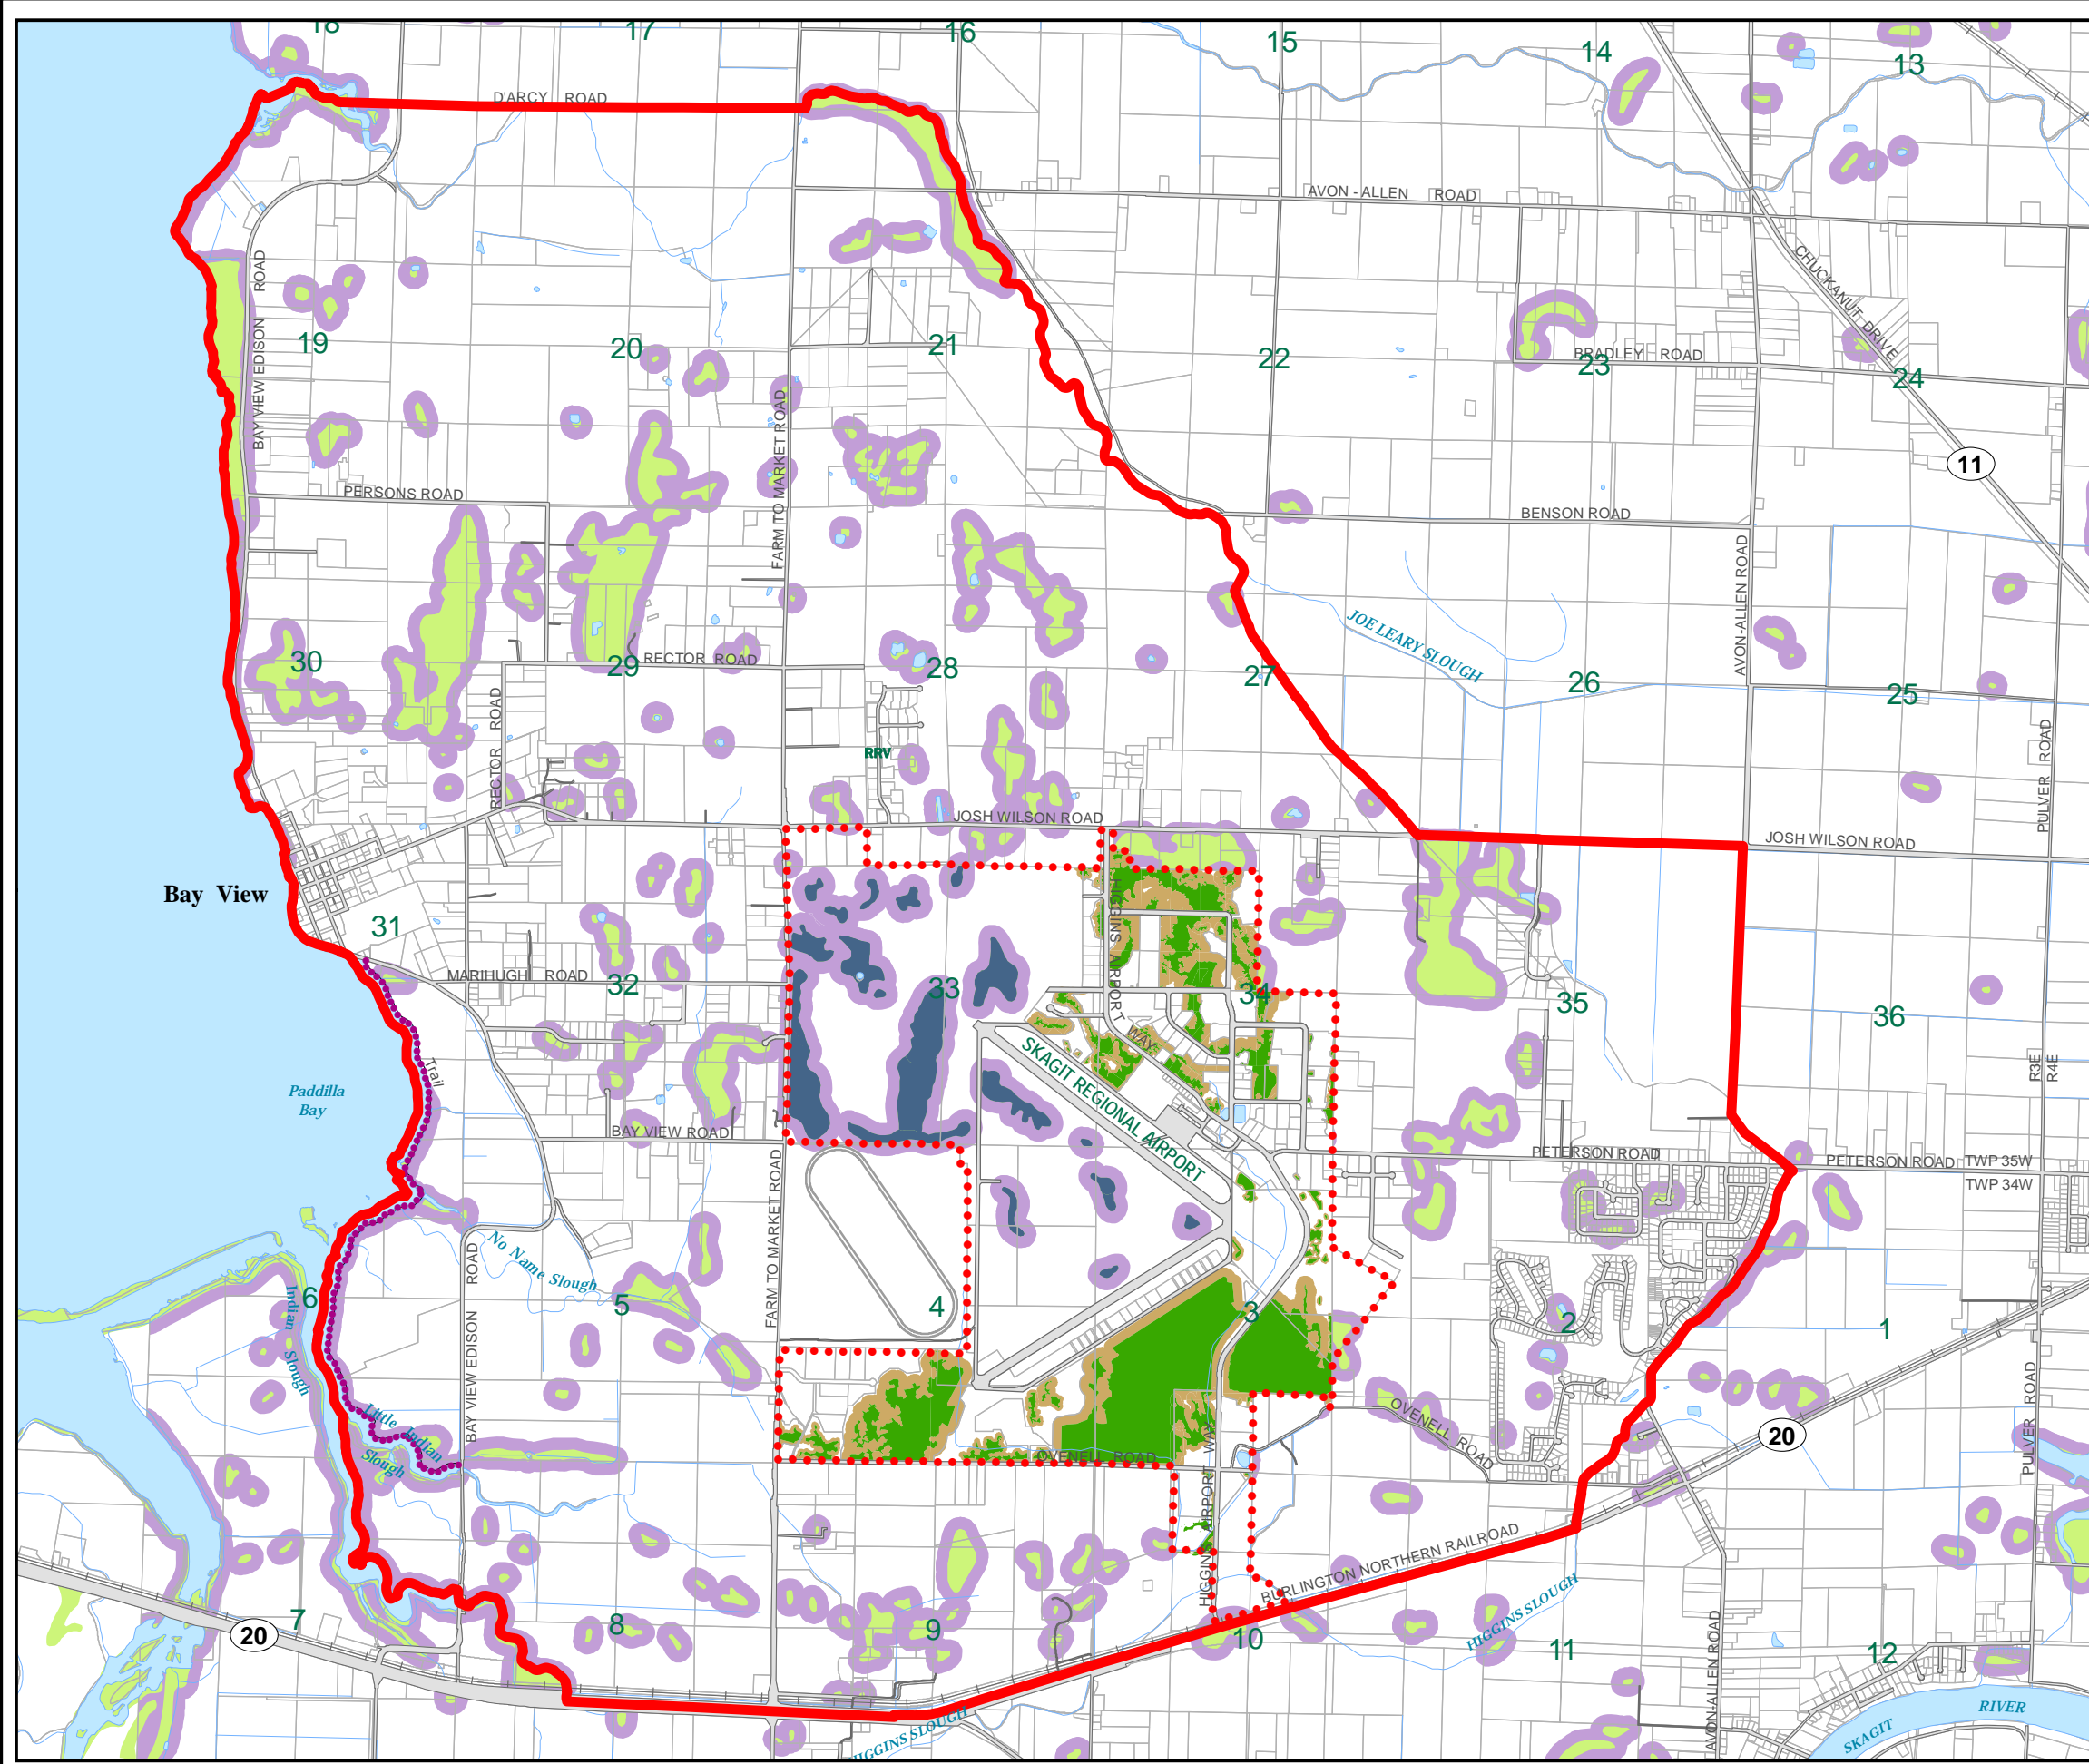 18
17
16
15
14
13
D'ARCY ROAD
AVON - ALLEN ROAD
CHUCKANUT DRIVE
BAY VIEW EDISON ROAD
19
20
21
22
BRADLEY ROAD
23
24
FARM TO MARKET ROAD
11
PERSONS ROAD
BENSON ROAD
AVON-ALLEN ROAD
JOE LEARY SLOUGH
30
29
RECTOR ROAD
28
27
26
25
RECTOR ROAD
RRV
PULVER ROAD
JOSH WILSON ROAD
JOSH WILSON ROAD
Bay View
31
HIGGINS AIRPORT WAY
MARIHUGH ROAD
32
33
34
35
36
SKAGIT REGIONAL AIRPORT
Trail
R3E
R4E
Paddilla
Bay
BAY VIEW ROAD
PETERSON ROAD
PETERSON ROAD
TWP 35W
TWP 34W
FARM TO MARKET ROAD
No Name Slough
BAY VIEW EDISON ROAD
6
Indian Slough
5
4
3
2
1
Little Indian
Slough
OVENELL ROAD
OVENELL ROAD
20
PULVER ROAD
HIGGINS AIRPORT WAY
BURLINGTON NORTHERN RAILROAD
HIGGINS SLOUGH
7
20
8
9
10
11
12
AVON-ALLEN ROAD
HIGGINS SLOUGH
SKAGIT
RIVER